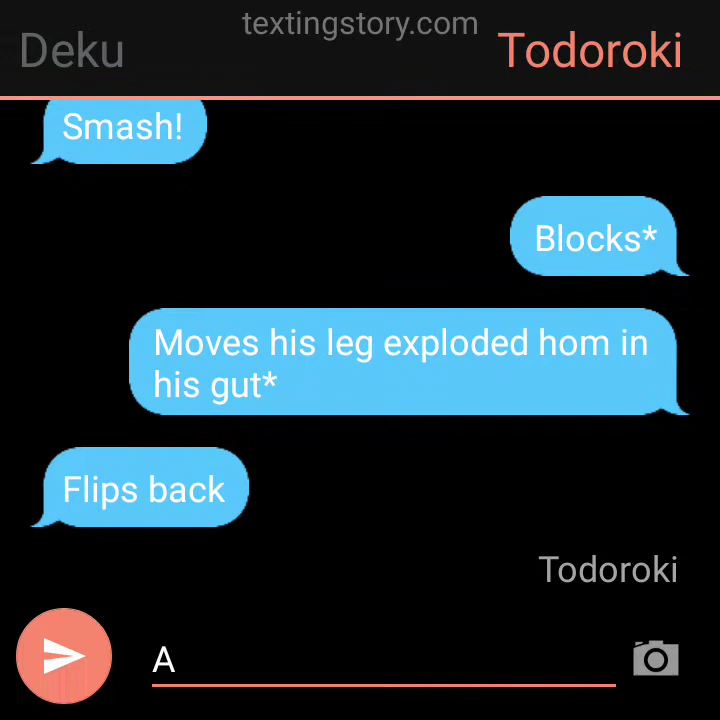 textingstory.com
Deku
Todoroki
Smash!
Blocks*
Moves his leg exploded hom in
his gut*
Flips back
Todoroki
A